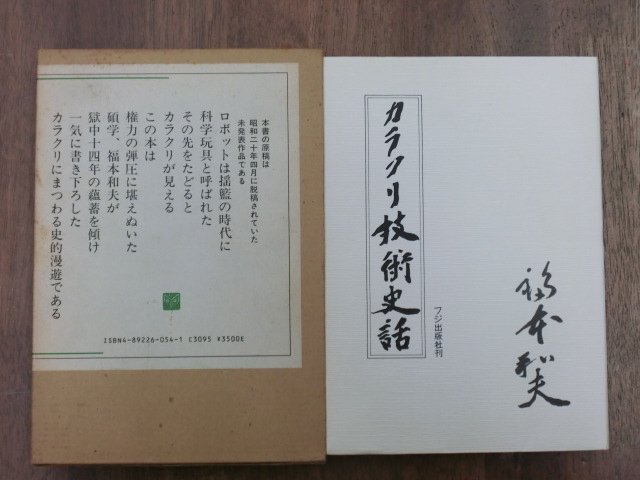 本書の原稿は
昭和二十年四月に脱稿されていた
未発表作品である
ロボットは揺籃の時代に
科学玩具と呼ばれた
その先をたどると
カラクリが見える
この本は
権力の弾圧に堪えぬいた
碩学、福本和夫が
獄中十四年の蘊蓄を傾け
一気に書き下ろした
カラクリにまつわる史的漫遊である
ISBN4-89226-054-1 C3095 ¥3500E
カラクリ技術史話
フジ出版社刊
福本和夫